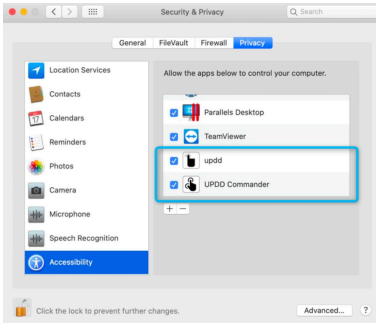 Security & Privacy
Search
General
FileVault
Firewall
Privacy
Location Services
Contacts
Calendars
17
Reminders
Photos
Camera
Microphone
Speech Recognition
Accessibility
Allow the apps below to control your computer.
Parallels Desktop
TeamViewer
updd
UPDD Commander
+ −
Click the lock to prevent further changes.
Advanced...
?